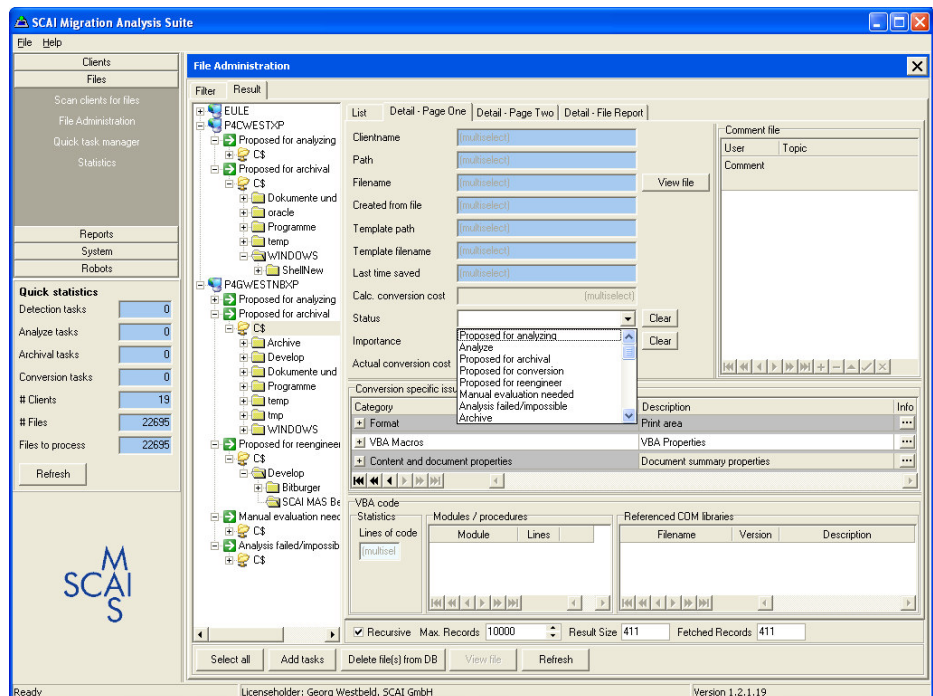 SCAI Migration Analysis Suite
File Help
Clients
Files
Scan clients for files
File Administration
Quick task manager
Statistics
Reports
System
Robots
Quick statistics
Detection tasks 0
Analyze tasks 0
Archival tasks 0
Conversion tasks 0
# Clients 19
# Files 22695
Files to process 22695
Refresh
M
SCAI
S
File Administration
Filter Result
EULE
P4CWESTXP
Proposed for analyzing
C$
Proposed for archival
C$
Dokumente und
oracle
Programme
temp
WINDOWS
ShellNew
P4GWESTNBXP
Proposed for analyzing
Proposed for archival
C$
Archive
Develop
Dokumente und
Programme
temp
tmp
WINDOWS
Proposed for reengineer
C$
Develop
Bitburger
SCAI MAS Be
Manual evaluation need
C$
Analysis failed/impossib
C$
List Detail - Page One Detail - Page Two Detail - File Report
Clientname (multiselect)
Path (multiselect)
Filename (multiselect) View file
Created from file (multiselect)
Template path (multiselect)
Template filename (multiselect)
Last time saved (multiselect)
Calc. conversion cost (multiselect)
Status Clear
Importance Clear
Actual conversion cost
Proposed for analyzing
Analyze
Proposed for archival
Proposed for conversion
Proposed for reengineer
Manual evaluation needed
Analysis failed/impossible
Archive
Comment file
User Topic
Comment
Conversion specific issu
Category Description Info
Format Print area ...
VBA Macros VBA Properties ...
Content and document properties Document summary properties ...
VBA code
Statistics
Lines of code
(multisel
Modules / procedures
Module Lines
Referenced COM libraries
Filename Version Description
Recursive Max. Records 10000 Result Size 411 Fetched Records 411
Select all Add tasks Delete file(s) from DB View file Refresh
Ready Licenseholder: Georg Westbeld, SCAI GmbH Version 1.2.1.19